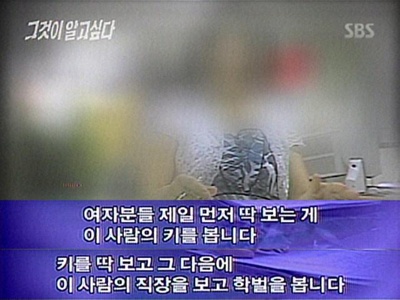 그것이 알고싶다
SBS
여자분들 제일 먼저 딱 보는 게
이 사람의 키를 봅니다
키를 딱 보고 그 다음에
이 사람의 직장을 보고 학벌을 봅니다